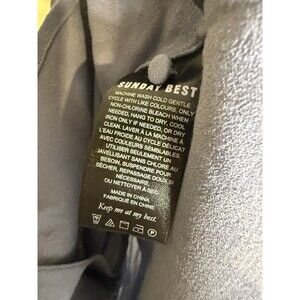 SUNDAY BEST
MACHINE WASH COLD GENTLE
CYCLE WITH LIKE COLOURS, ONLY
NON-CHLORINE BLEACH WHEN
NEEDED, HANG TO DRY, COOL
IRON ONLY IF NEEDED, OR DRY
CLEAN. LAVER À LA MACHINE À
L'EAU FROIDE AU CYCLE DELICAT
AVEC COULEURS SEMBLABLES,
UTILISER SEULEMENT UN
JAVELLISANT SANS CHLORE AU
BESOIN, SUSPENDRE POUR
SÉCHER, REPASSAGE DOUX SI
NÉCESSAIRE,
OU NETTOYER À SEC.
MADE IN CHINA
FABRIQUÉ EN CHINE
Keep me at my best.